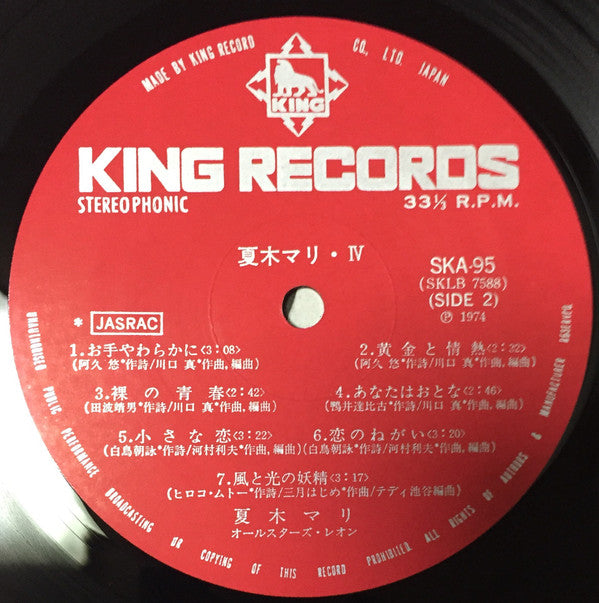 MADE BY KING RECORD CO., LTD. JAPAN
KING
KING RECORDS
STEREOPHONIC
33⅓ R.P.M.
夏木マリ・Ⅳ
SKA-95
(SKLB 7588)
(SIDE 2)
Ⓟ 1974
* JASRAC
1.お手やわらかに〈3:08〉
(阿久 悠*作詩/川口 真*作曲,編曲)
2.黄金と情熱〈2:32〉
(阿久 悠*作詩/川口 真*作曲,編曲)
3.裸の青春〈2:42〉
(田波靖男*作詩/川口 真*作曲,編曲)
4.あなたはおとな〈2:46〉
(鴨井達比古*作詩/川口 真*作曲,編曲)
5.小さな恋〈3:22〉
(白鳥朝詠*作詩/河村利夫*作曲,編曲)
6.恋のねがい〈3:20〉
(白鳥朝詠*作詩/河村利夫*作曲,編曲)
7.風と光の妖精〈3:17〉
(ヒロコ・ムトー*作詩/三月はじめ*作曲/テディ池谷編曲)
夏木マリ
オールスターズ・レオン
UNAUTHORIZED PUBLIC PERFORMANCE BROADCASTING OR COPYING OF THIS RECORD PROHIBITED. ALL RIGHTS OF AUTHORS & MANUFACTURER RESERVED.